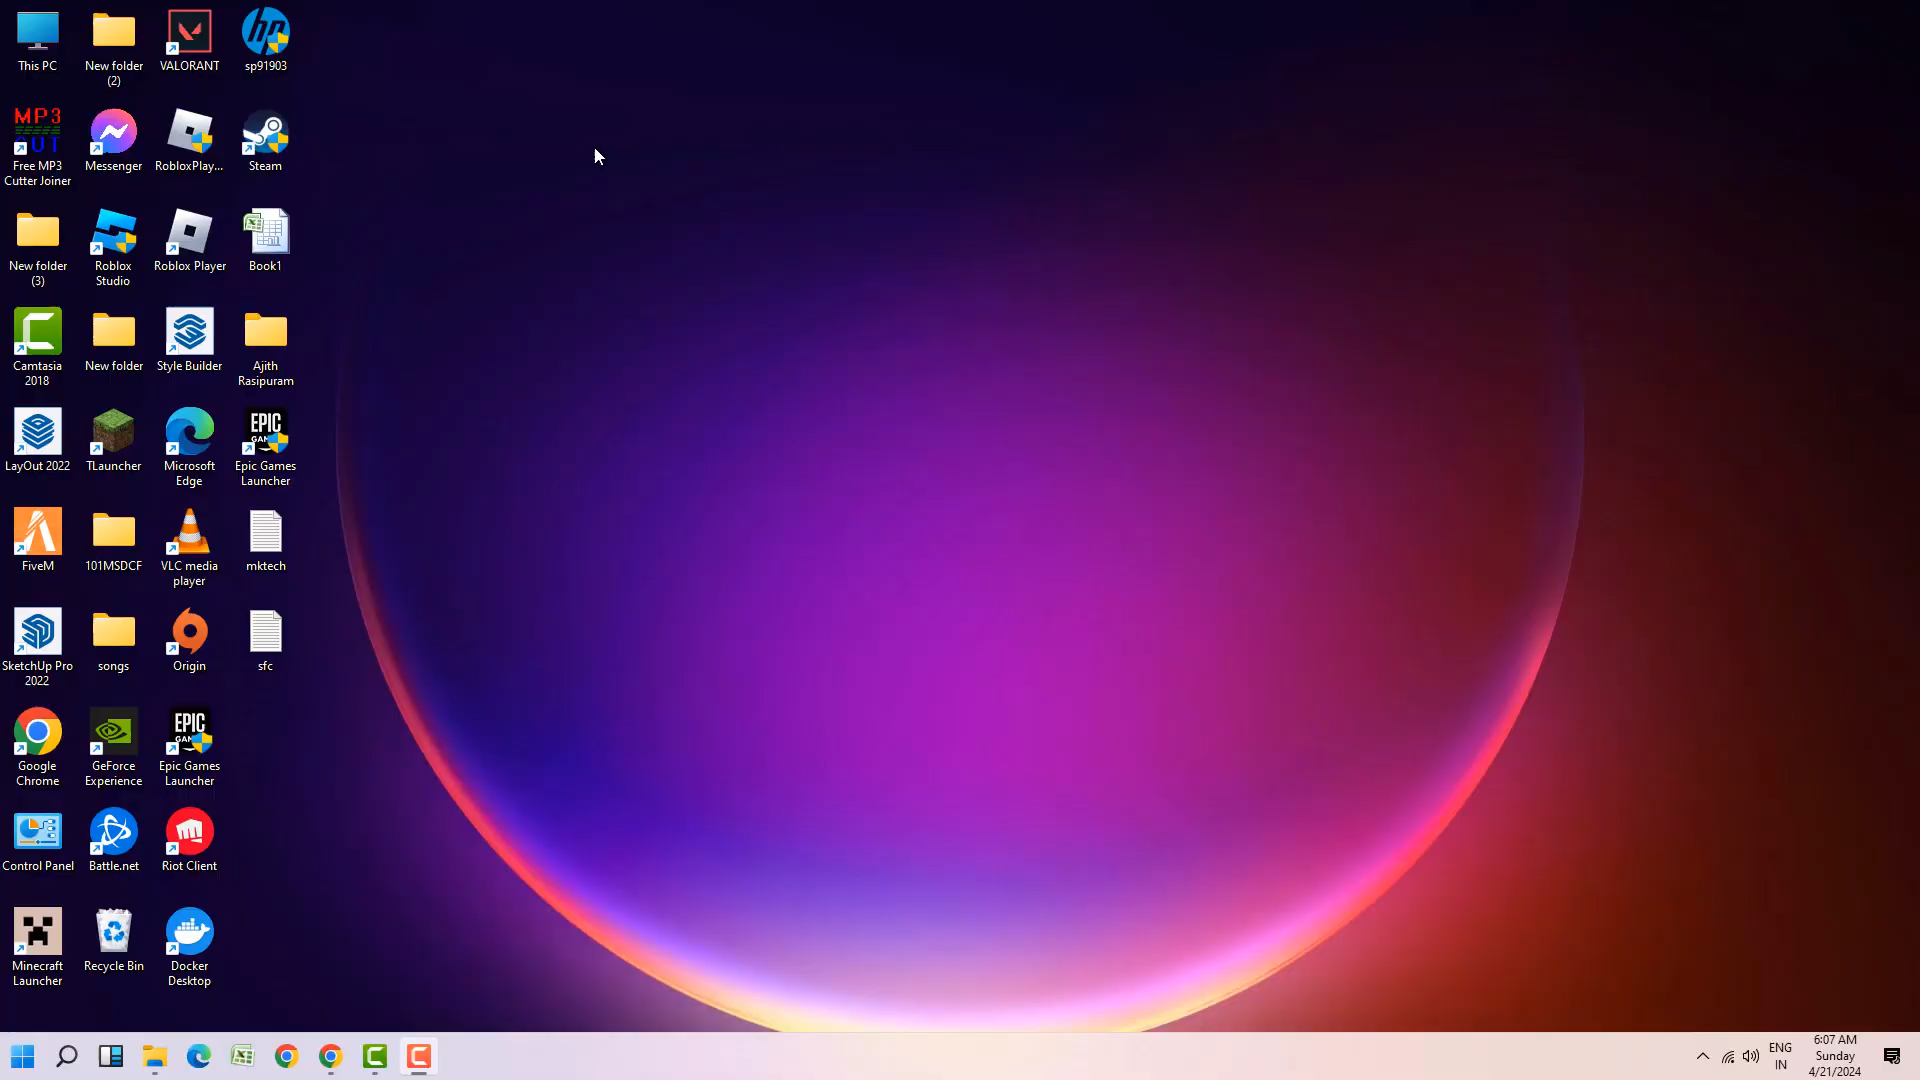 This PC
New folder
(2)
VALORANT
hp
sp91903
MP3
CUT
Free MP3
Cutter Joiner
Messenger
RobloxPlay...
Steam
New folder
(3)
Roblox
Studio
Roblox Player
Book1
Camtasia
2018
New folder
Style Builder
Ajith
Rasipuram
LayOut 2022
TLauncher
Microsoft
Edge
EPIC
Epic Games
Launcher
FiveM
101MSDCF
VLC media
player
mktech
SketchUp Pro
2022
songs
Origin
sfc
Google
Chrome
GeForce
Experience
EPIC
Epic Games
Launcher
Control Panel
Battle.net
Riot Client
Minecraft
Launcher
Recycle Bin
Docker
Desktop
ENG
IN
6:07 AM
Sunday
4/21/2024